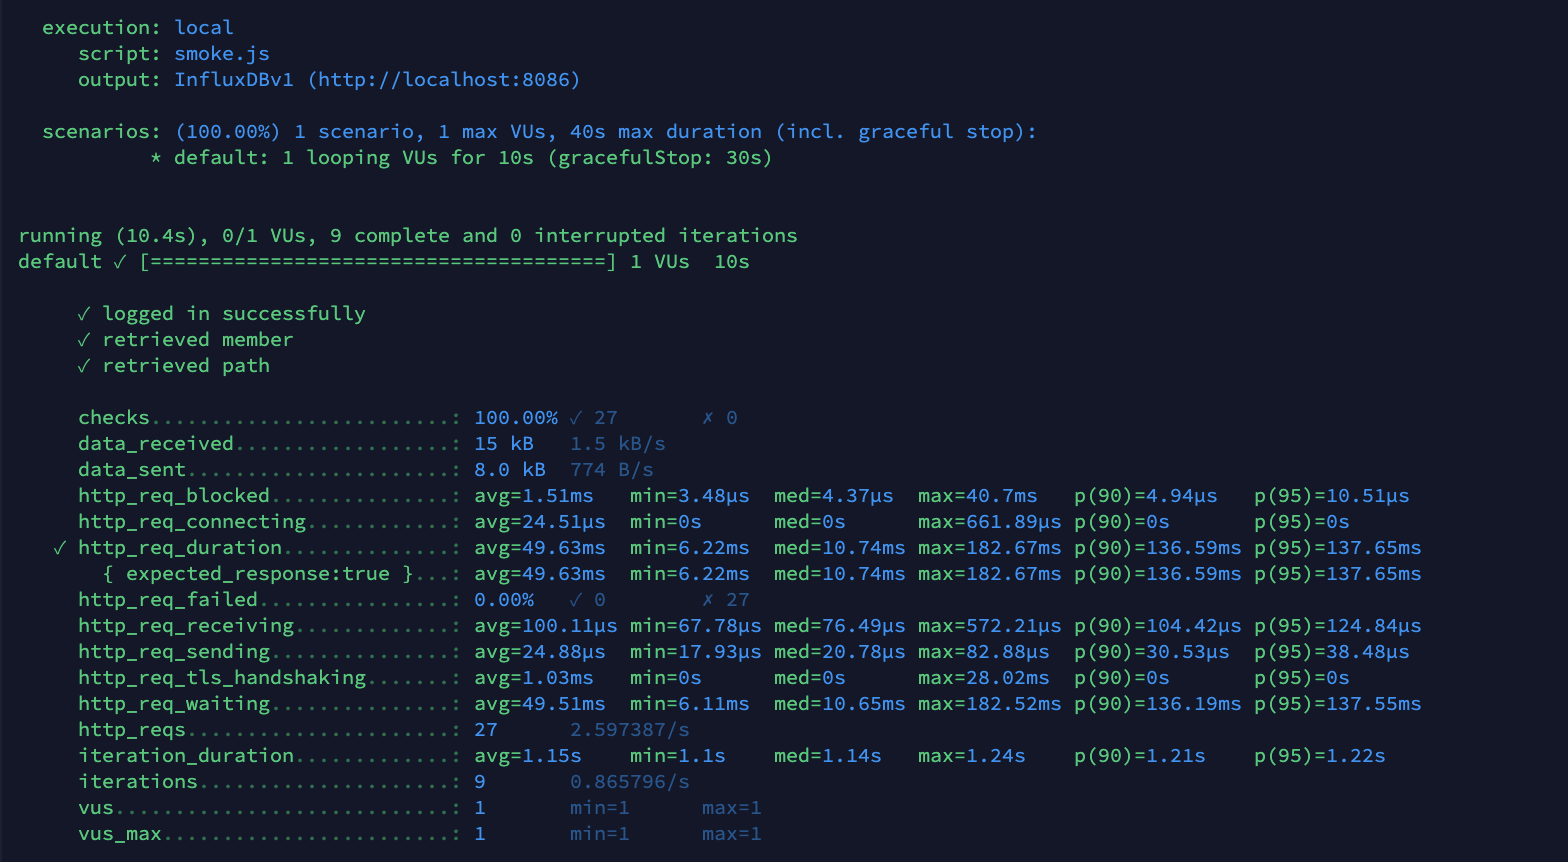 execution: local
script: smoke.js
output: InfluxDBv1 (http://localhost:8086)
scenarios: (100.00%) 1 scenario, 1 max VUs, 40s max duration (incl. graceful stop):
* default: 1 looping VUs for 10s (gracefulStop: 30s)
running (10.4s), 0/1 VUs, 9 complete and 0 interrupted iterations
default ✓ [======================================] 1 VUs  10s
✓ logged in successfully
✓ retrieved member
✓ retrieved path
checks.........................: 100.00% ✓ 27       ✗ 0
data_received..................: 15 kB   1.5 kB/s
data_sent......................: 8.0 kB  774 B/s
http_req_blocked...............: avg=1.51ms   min=3.48µs  med=4.37µs  max=40.7ms   p(90)=4.94µs   p(95)=10.51µs
http_req_connecting............: avg=24.51µs  min=0s      med=0s      max=661.89µs p(90)=0s       p(95)=0s
✓ http_req_duration..............: avg=49.63ms  min=6.22ms  med=10.74ms max=182.67ms p(90)=136.59ms p(95)=137.65ms
{ expected_response:true }...: avg=49.63ms  min=6.22ms  med=10.74ms max=182.67ms p(90)=136.59ms p(95)=137.65ms
http_req_failed................: 0.00%   ✓ 0        ✗ 27
http_req_receiving.............: avg=100.11µs min=67.78µs med=76.49µs max=572.21µs p(90)=104.42µs p(95)=124.84µs
http_req_sending...............: avg=24.88µs  min=17.93µs med=20.78µs max=82.88µs  p(90)=30.53µs  p(95)=38.48µs
http_req_tls_handshaking.......: avg=1.03ms   min=0s      med=0s      max=28.02ms  p(90)=0s       p(95)=0s
http_req_waiting...............: avg=49.51ms  min=6.11ms  med=10.65ms max=182.52ms p(90)=136.19ms p(95)=137.55ms
http_reqs......................: 27      2.597387/s
iteration_duration.............: avg=1.15s    min=1.1s    med=1.14s   max=1.24s    p(90)=1.21s    p(95)=1.22s
iterations.....................: 9       0.865796/s
vus............................: 1       min=1      max=1
vus_max........................: 1       min=1      max=1